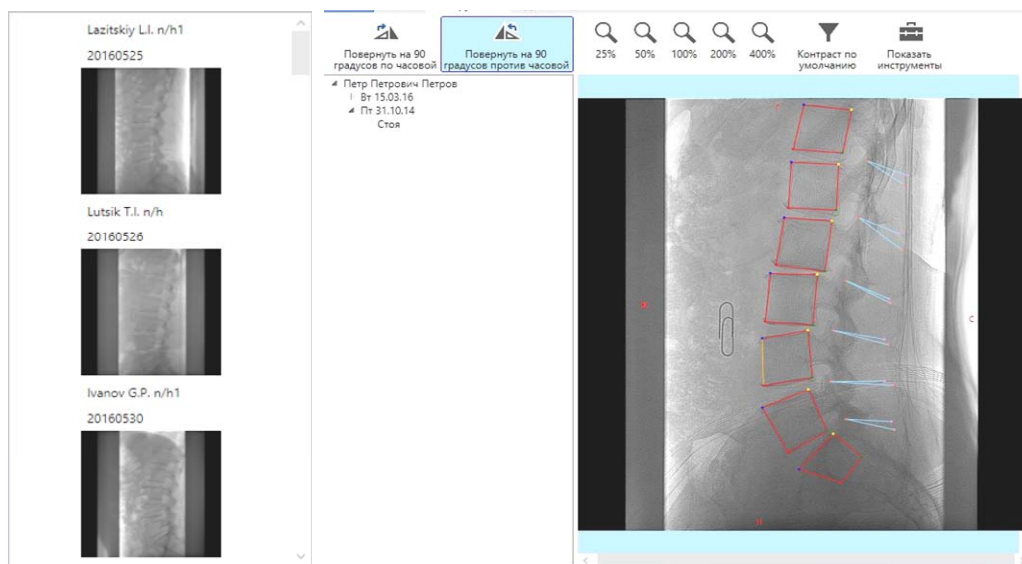 Lazitskiy L.I. n/h1
20160525
Lutsik T.I. n/h
20160526
Ivanov G.P. n/h1
20160530
Повернуть на 90
градусов по часовой
Повернуть на 90
градусов против часовой
25%
50%
100%
200%
400%
Контраст по
умолчанию
Показать
инструменты
Петр Петрович Петров
Вт 15.03.16
Пт 31.10.14
Стоя